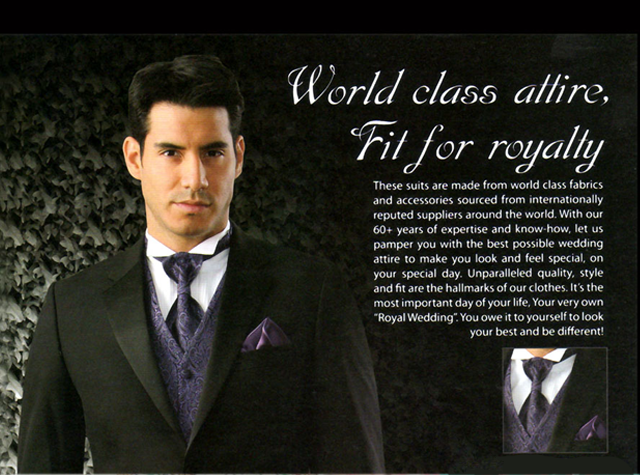 World class attire,
Fit for royalty
These suits are made from world class fabrics
and accessories sourced from internationally
reputed suppliers around the world. With our
60+ years of expertise and know-how, let us
pamper you with the best possible wedding
attire to make you look and feel special, on
your special day. Unparalleled quality, style
and fit are the hallmarks of our clothes. It's the
most important day of your life, Your very own
"Royal Wedding". You owe it to yourself to look
your best and be different!